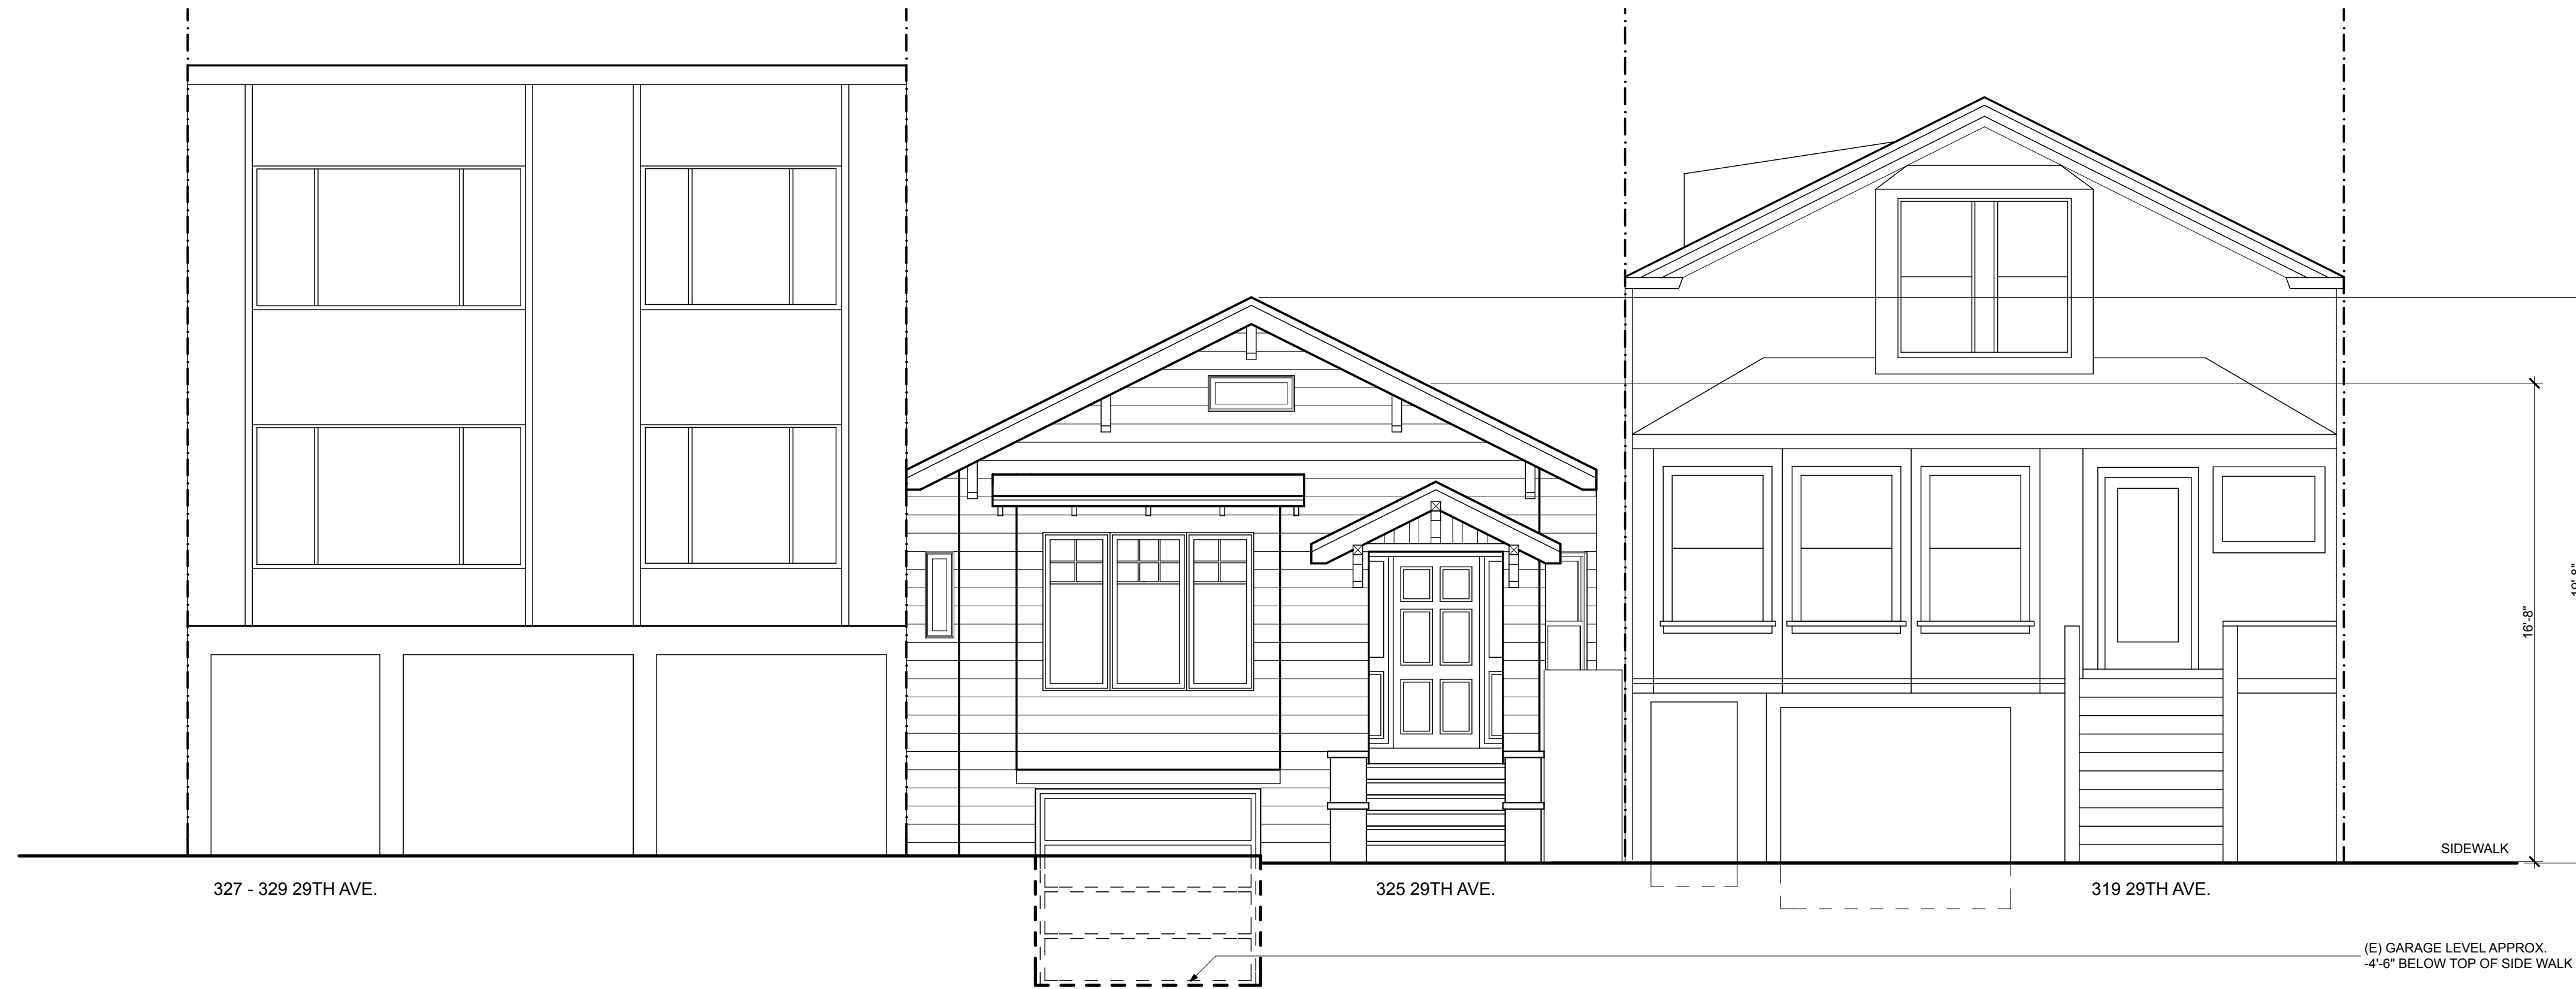 16'-8"
SIDEWALK
327 - 329 29TH AVE.
325 29TH AVE.
319 29TH AVE.
(E) GARAGE LEVEL APPROX.
-4'-6" BELOW TOP OF SIDE WALK